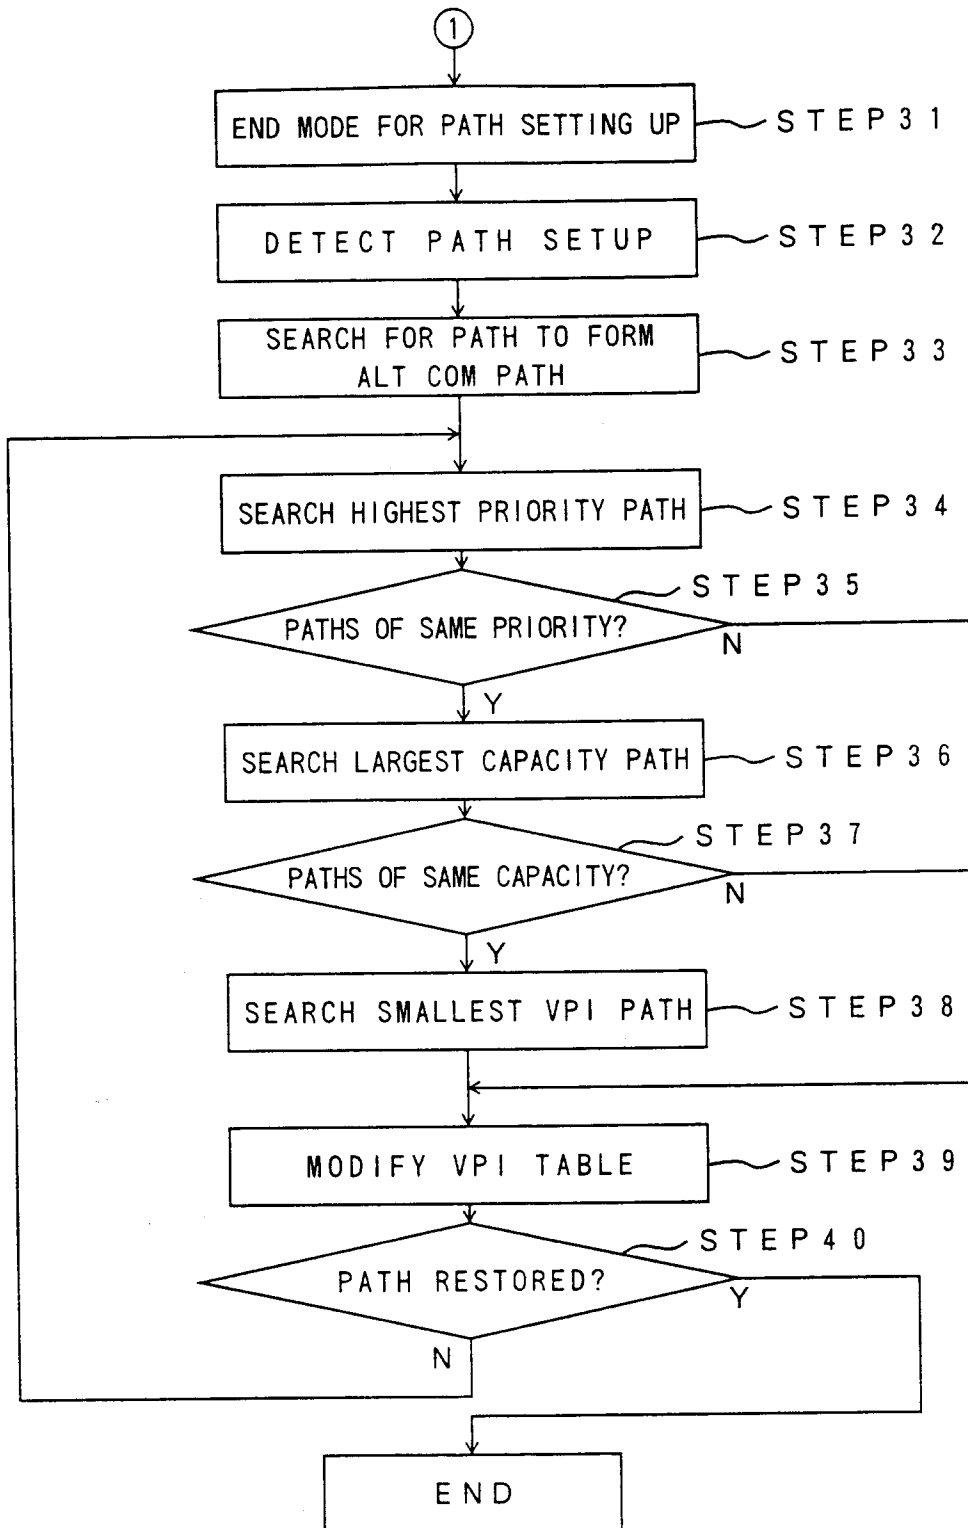 1
END MODE FOR PATH SETTING UP
STEP31
DETECT PATH SETUP
STEP32
SEARCH FOR PATH TO FORM
ALT COM PATH
STEP33
SEARCH HIGHEST PRIORITY PATH
STEP34
STEP35
PATHS OF SAME PRIORITY?
N
Y
SEARCH LARGEST CAPACITY PATH
STEP36
STEP37
PATHS OF SAME CAPACITY?
N
Y
SEARCH SMALLEST VPI PATH
STEP38
MODIFY VPI TABLE
STEP39
STEP40
PATH RESTORED?
Y
N
END